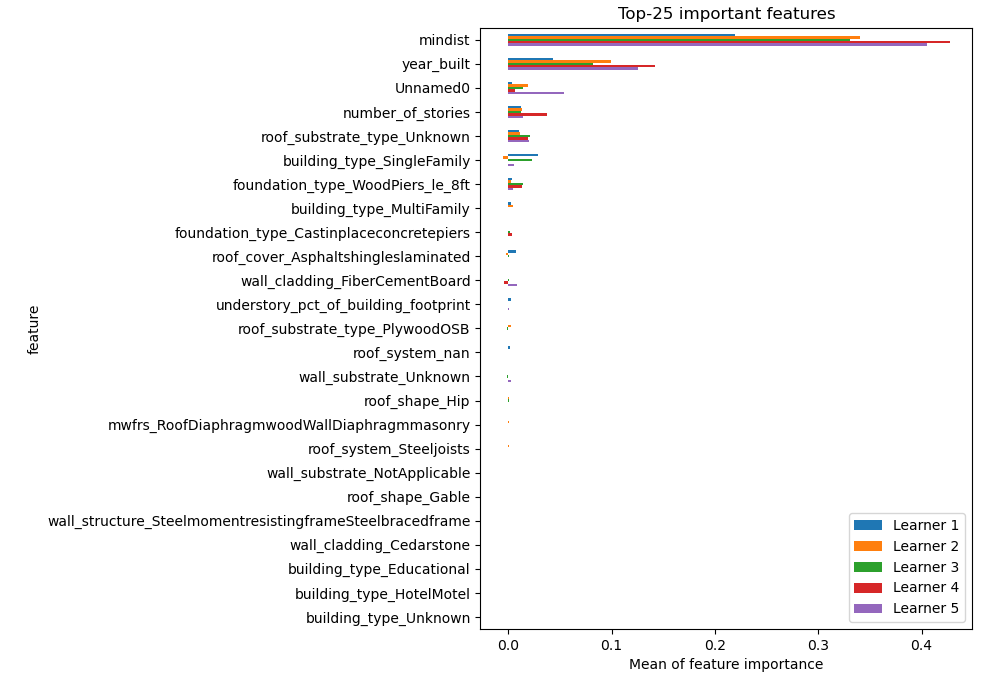 Top-25 important features
mindist
year_built
Unnamed0
number_of_stories
roof_substrate_type_Unknown
building_type_SingleFamily
foundation_type_WoodPiers_le_8ft
building_type_MultiFamily
foundation_type_Castinplaceconcretepiers
roof_cover_Asphaltshingleslaminated
wall_cladding_FiberCementBoard
understory_pct_of_building_footprint
roof_substrate_type_PlywoodOSB
roof_system_nan
wall_substrate_Unknown
roof_shape_Hip
mwfrs_RoofDiaphragmwoodWallDiaphragmmasonry
roof_system_Steeljoists
wall_substrate_NotApplicable
roof_shape_Gable
wall_structure_SteelmomentresistingframeSteelbracedframe
wall_cladding_Cedarstone
building_type_Educational
building_type_HotelMotel
building_type_Unknown
feature
Learner 1
Learner 2
Learner 3
Learner 4
Learner 5
0.0 0.1 0.2 0.3 0.4
Mean of feature importance